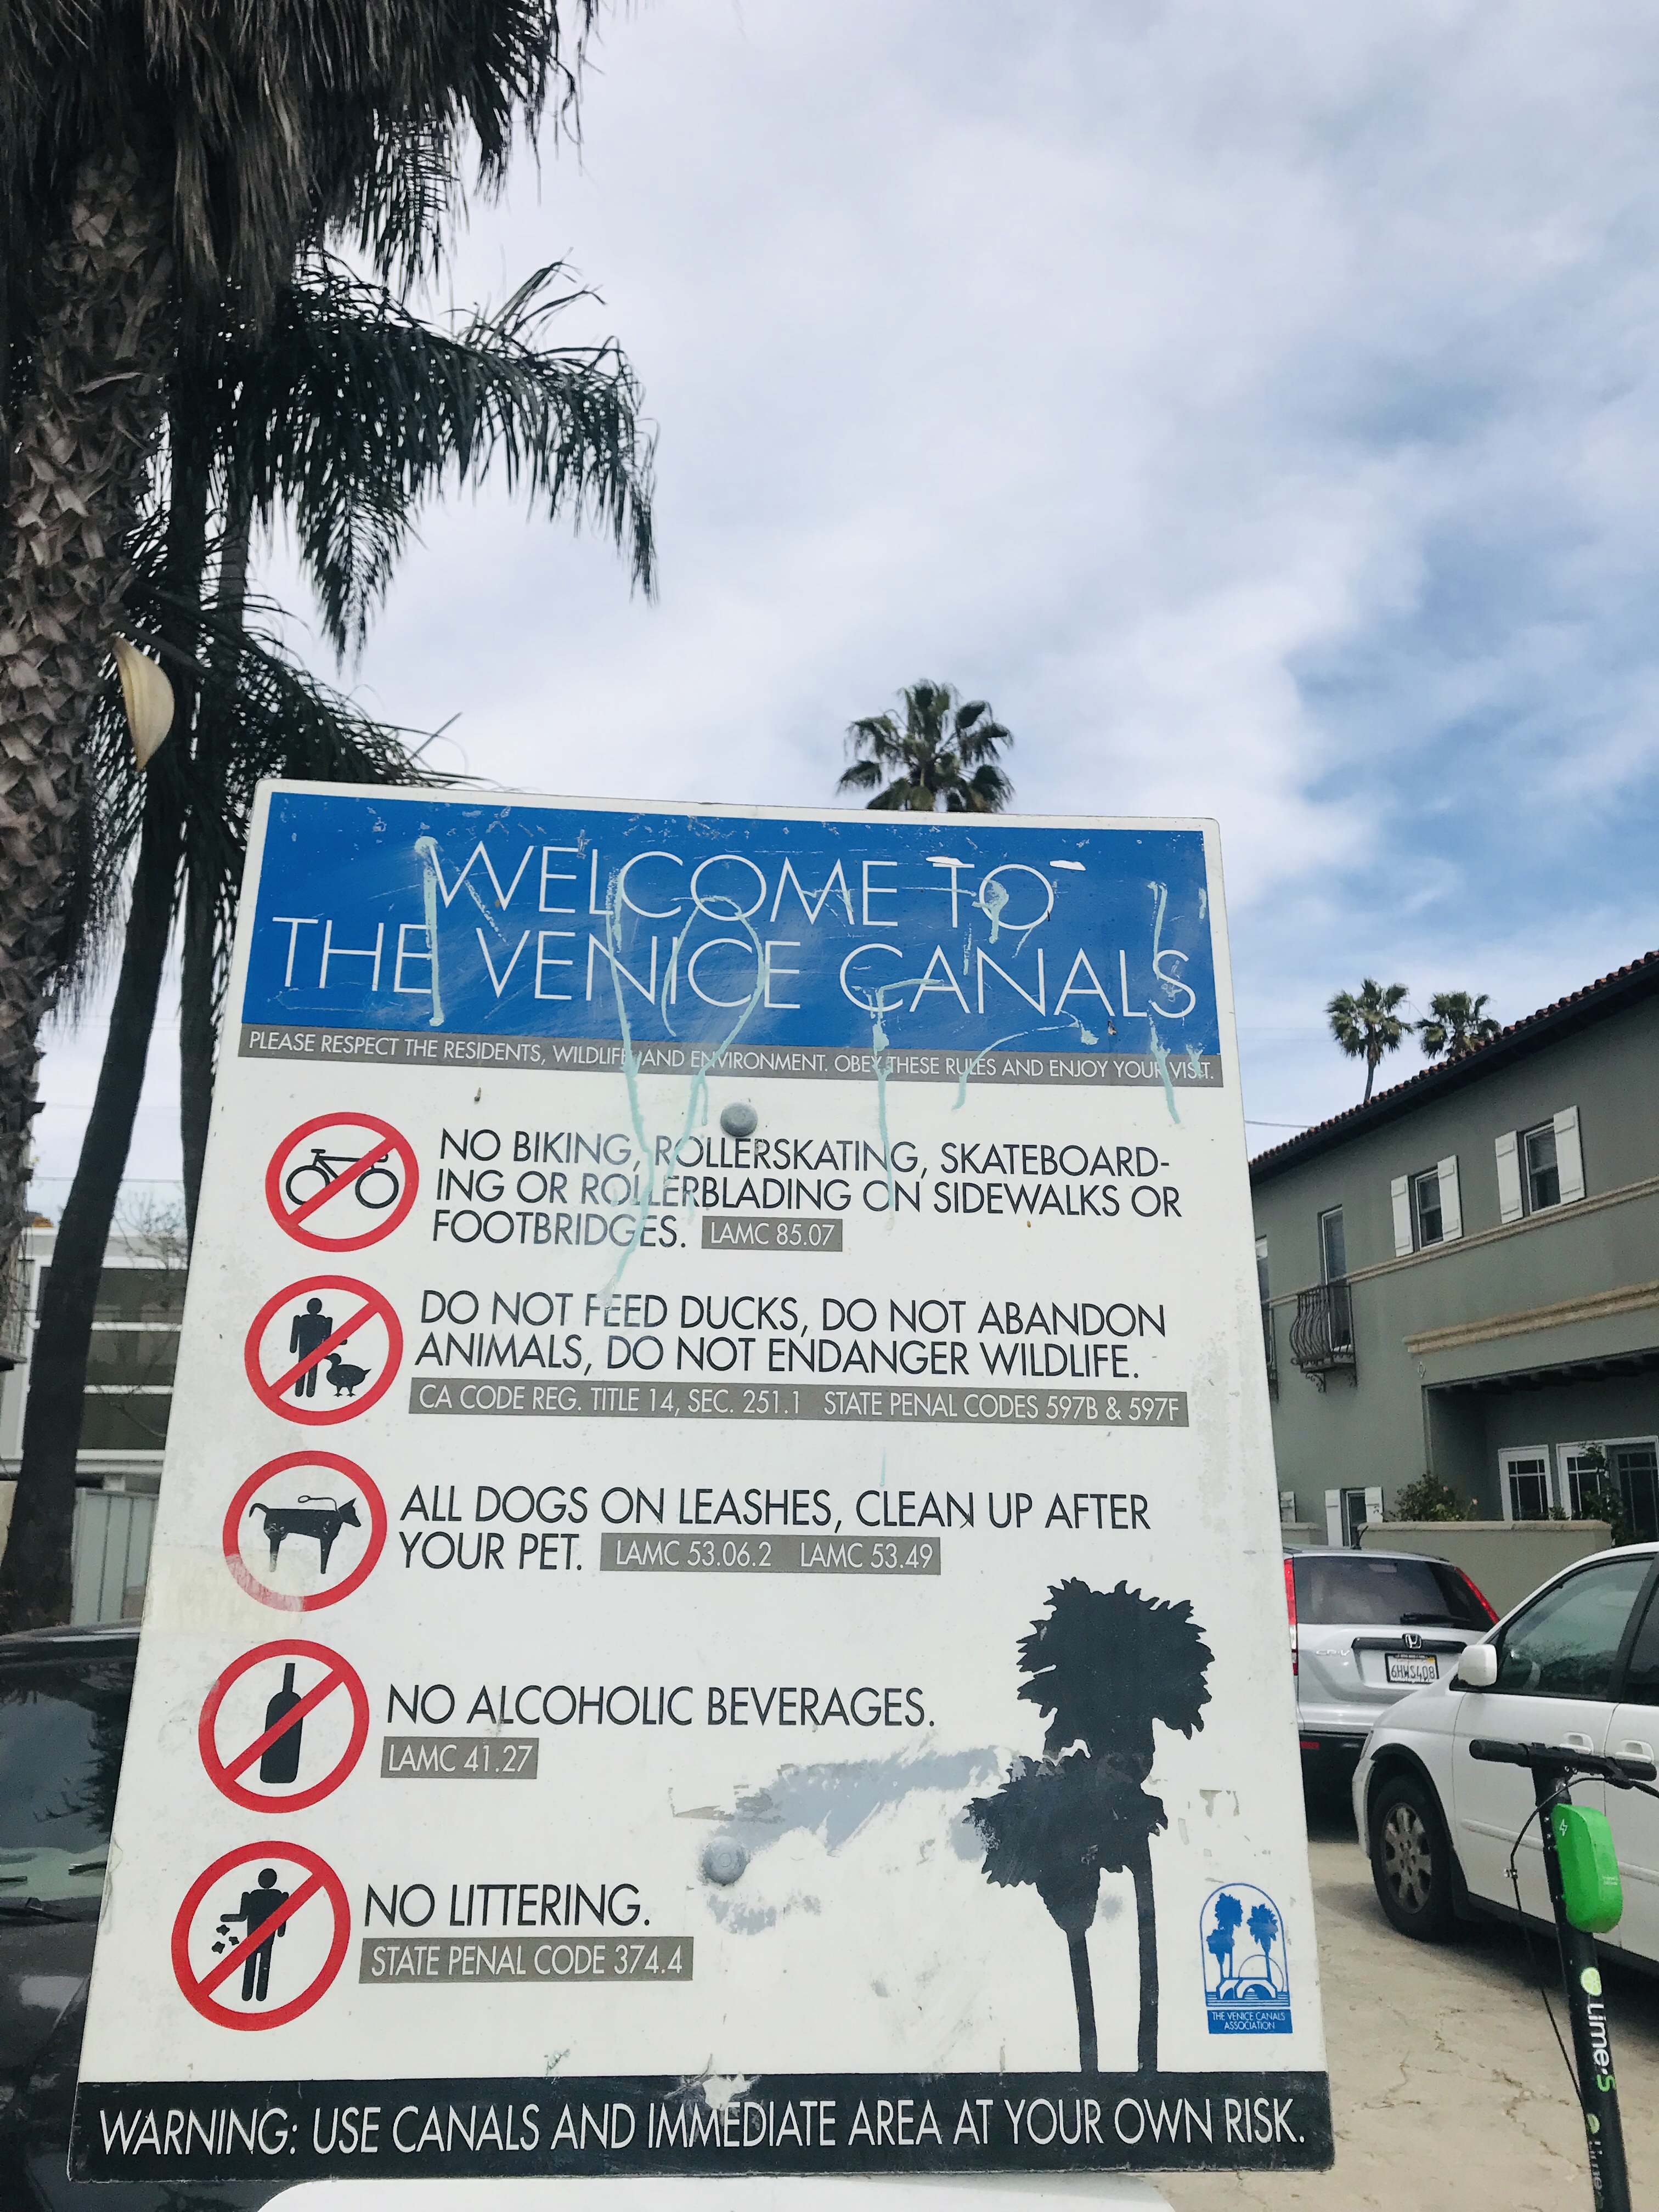 WELCOME TO
THE VENICE CANALS
PLEASE RESPECT THE RESIDENTS, WILDLIFE, AND ENVIRONMENT. OBEY THESE RULES AND ENJOY YOUR VISIT.
NO BIKING, ROLLERSKATING, SKATEBOARD-
ING OR ROLLERBLADING ON SIDEWALKS OR
FOOTBRIDGES. LAMC 85.07
DO NOT FEED DUCKS, DO NOT ABANDON
ANIMALS, DO NOT ENDANGER WILDLIFE.
CA CODE REG. TITLE 14, SEC. 251.1 STATE PENAL CODES 597B & 597F
ALL DOGS ON LEASHES, CLEAN UP AFTER
YOUR PET. LAMC 53.06.2 LAMC 53.49
NO ALCOHOLIC BEVERAGES.
LAMC 41.27
NO LITTERING.
STATE PENAL CODE 374.4
THE VENICE CANALS
ASSOCIATION
WARNING: USE CANALS AND IMMEDIATE AREA AT YOUR OWN RISK.
CR-V
6HWS408
Lime-S
Lime